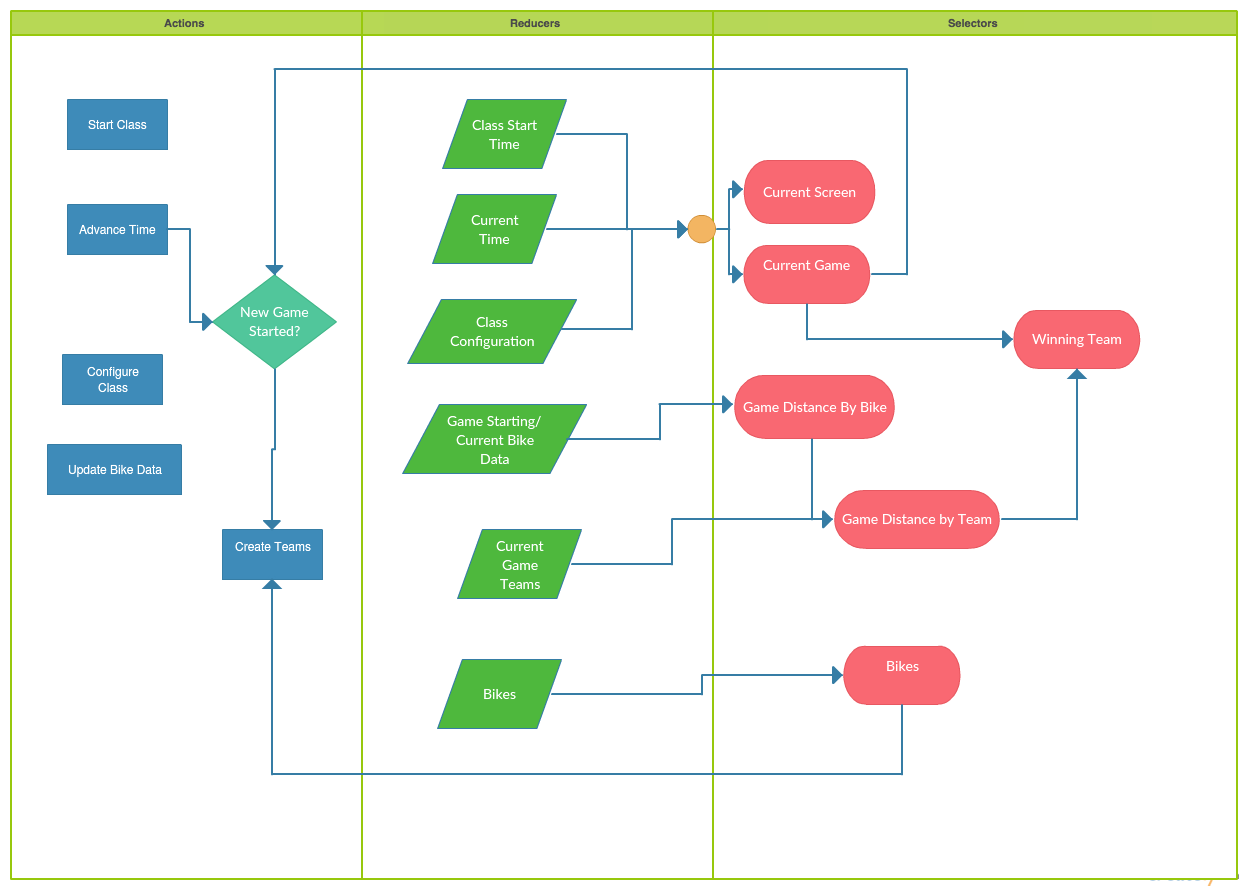 Actions
Reducers
Selectors
Start Class
Advance Time
New Game
Started?
Configure
Class
Update Bike Data
Create Teams
Class Start
Time
Current
Time
Class
Configuration
Game Starting/
Current Bike
Data
Current
Game
Teams
Bikes
Current Screen
Current Game
Winning Team
Game Distance By Bike
Game Distance by Team
Bikes